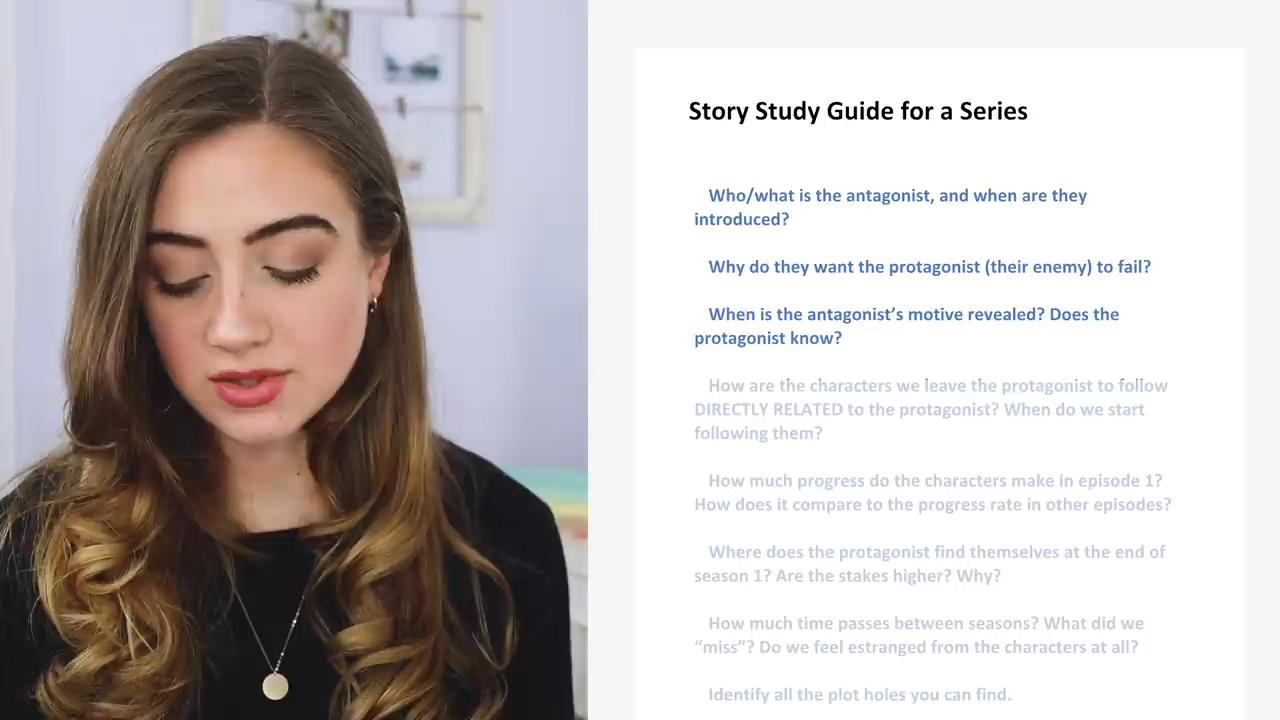 Story Study Guide for a Series
Who/what is the antagonist, and when are they
introduced?
Why do they want the protagonist (their enemy) to fail?
When is the antagonist’s motive revealed? Does the
protagonist know?
How are the characters we leave the protagonist to follow
DIRECTLY RELATED to the protagonist? When do we start
following them?
How much progress do the characters make in episode 1?
How does it compare to the progress rate in other episodes?
Where does the protagonist find themselves at the end of
season 1? Are the stakes higher? Why?
How much time passes between seasons? What did we
“miss”? Do we feel estranged from the characters at all?
Identify all the plot holes you can find.